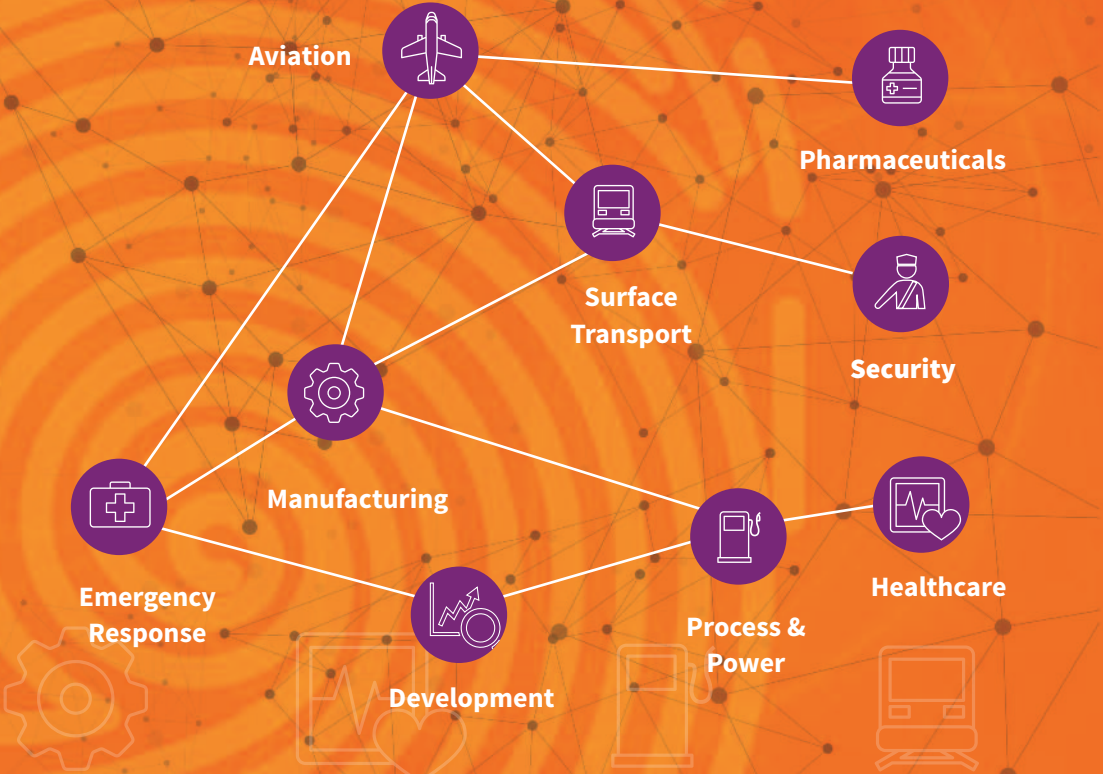 Aviation
Pharmaceuticals
Surface
Transport
Security
Manufacturing
Healthcare
Emergency
Response
Process &
Power
Development